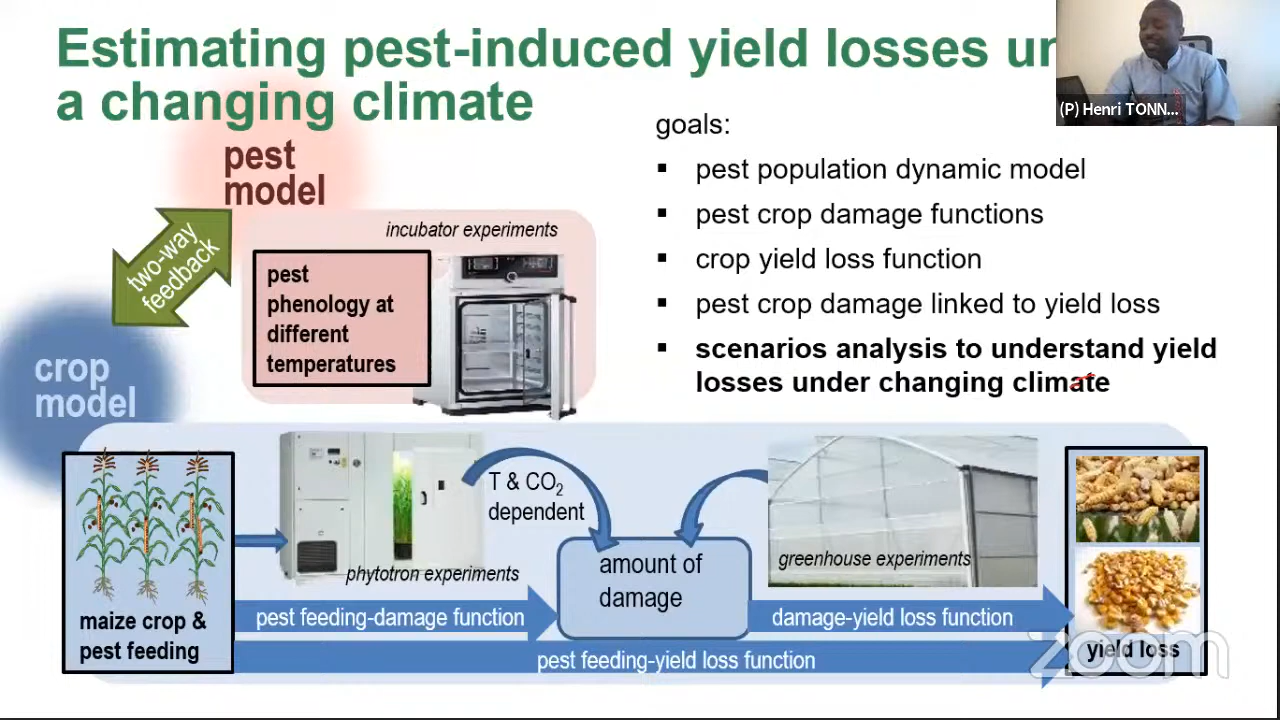 Estimating pest-induced yield losses un
a changing climate
(P) Henri TONN...
goals:
▪ pest population dynamic model
▪ pest crop damage functions
▪ crop yield loss function
▪ pest crop damage linked to yield loss
▪ scenarios analysis to understand yield
losses under changing climate
pest
model
two-way
feedback
crop
model
incubator experiments
pest
phenology at
different
temperatures
maize crop &
pest feeding
phytotron experiments
T & CO₂
dependent
amount of
damage
greenhouse experiments
pest feeding-damage function
damage-yield loss function
pest feeding-yield loss function
yield loss
zoom